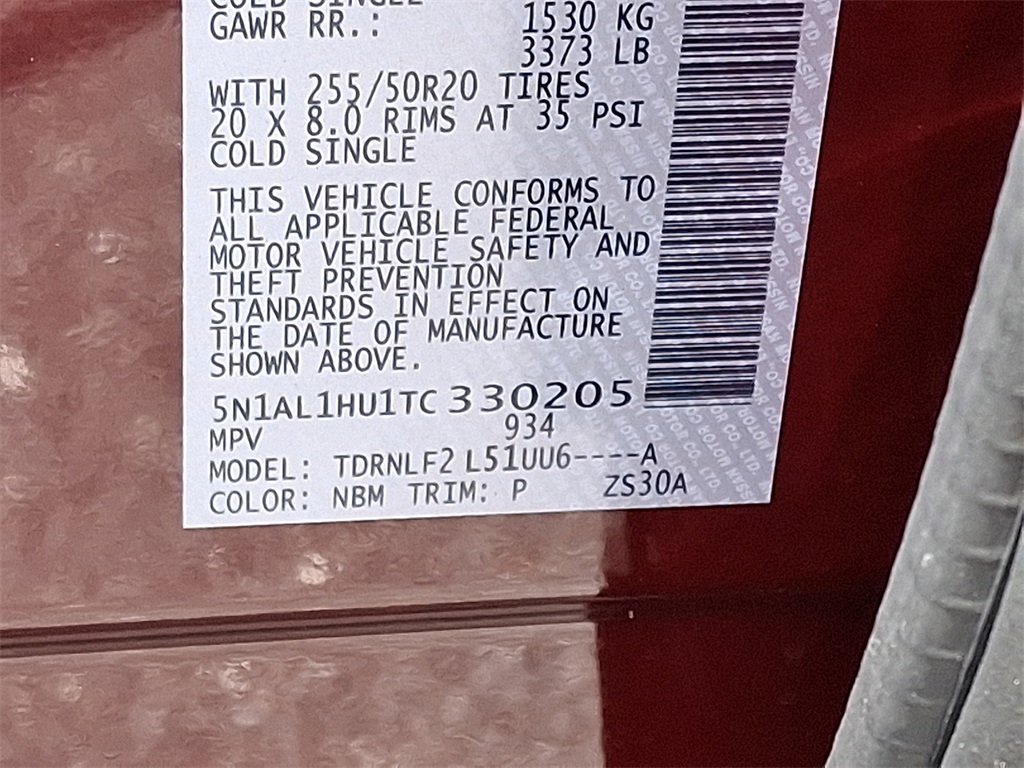 COLD SINGLE
GAWR RR.: 1530 KG
3373 LB
WITH 255/50R20 TIRES
20 X 8.0 RIMS AT 35 PSI
COLD SINGLE
THIS VEHICLE CONFORMS TO
ALL APPLICABLE FEDERAL
MOTOR VEHICLE SAFETY AND
THEFT PREVENTION
STANDARDS IN EFFECT ON
THE DATE OF MANUFACTURE
SHOWN ABOVE.
5N1AL1HU1TC330205
MPV 934
MODEL: TDRNLF2 L51UU6----A
COLOR: NBM TRIM: P ZS30A